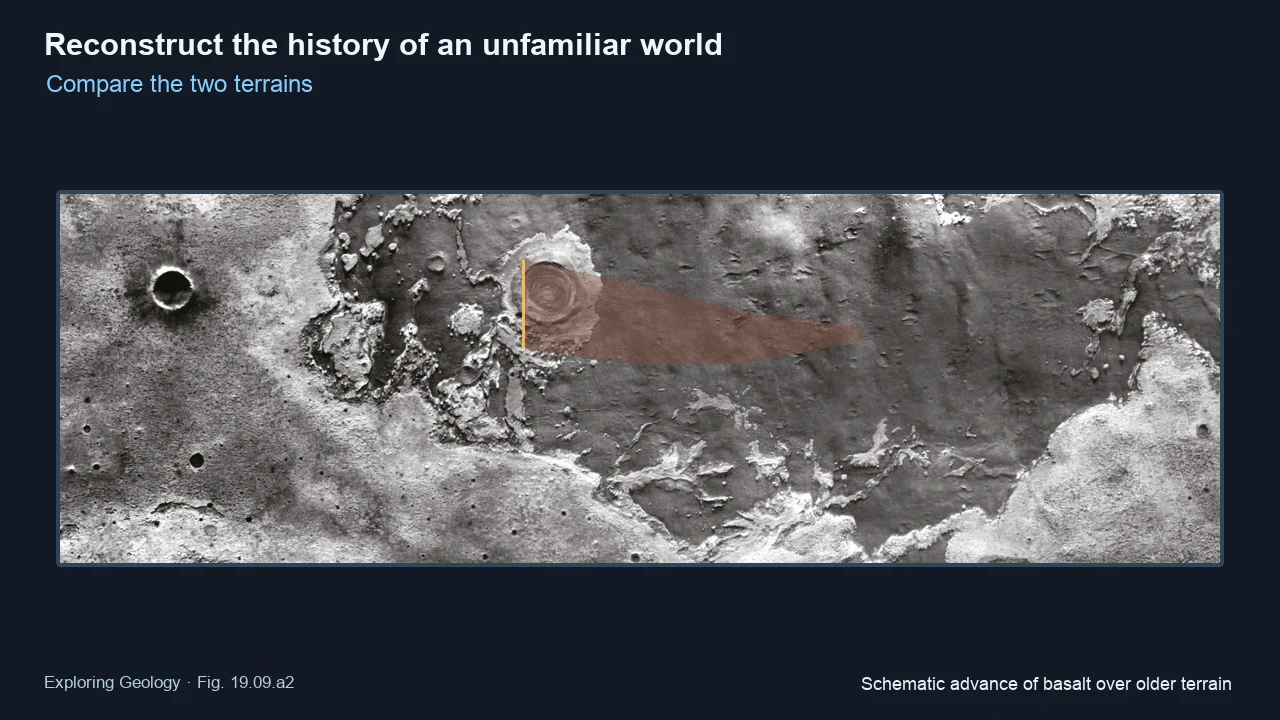 Reconstruct the history of an unfamiliar world
Compare the two terrains
Exploring Geology · Fig. 19.09.a2
Schematic advance of basalt over older terrain